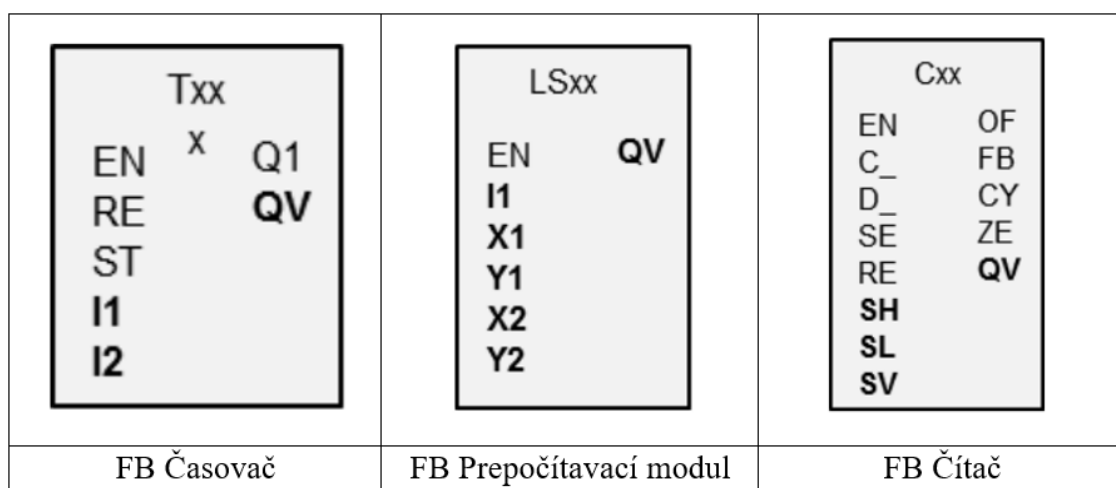 Txx
x
EN Q1
RE QV
ST
I1
I2
FB Časovač
LSxx
EN QV
I1
X1
Y1
X2
Y2
FB Prepočítavací modul
Cxx
EN OF
C_ FB
D_ CY
SE ZE
RE QV
SH
SL
SV
FB Čítač